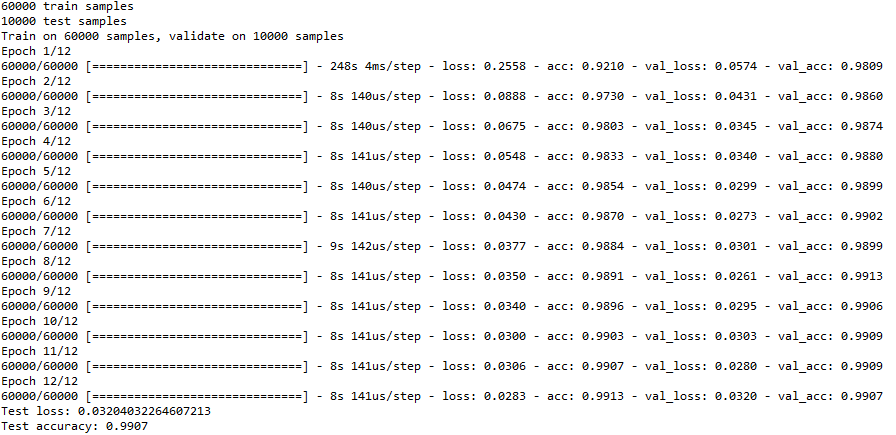 60000 train samples
10000 test samples
Train on 60000 samples, validate on 10000 samples
Epoch 1/12
60000/60000 [==============================] - 248s 4ms/step - loss: 0.2558 - acc: 0.9210 - val_loss: 0.0574 - val_acc: 0.9809
Epoch 2/12
60000/60000 [==============================] - 8s 140us/step - loss: 0.0888 - acc: 0.9730 - val_loss: 0.0431 - val_acc: 0.9860
Epoch 3/12
60000/60000 [==============================] - 8s 140us/step - loss: 0.0675 - acc: 0.9803 - val_loss: 0.0345 - val_acc: 0.9874
Epoch 4/12
60000/60000 [==============================] - 8s 141us/step - loss: 0.0548 - acc: 0.9833 - val_loss: 0.0340 - val_acc: 0.9880
Epoch 5/12
60000/60000 [==============================] - 8s 140us/step - loss: 0.0474 - acc: 0.9854 - val_loss: 0.0299 - val_acc: 0.9899
Epoch 6/12
60000/60000 [==============================] - 8s 141us/step - loss: 0.0430 - acc: 0.9870 - val_loss: 0.0273 - val_acc: 0.9902
Epoch 7/12
60000/60000 [==============================] - 9s 142us/step - loss: 0.0377 - acc: 0.9884 - val_loss: 0.0301 - val_acc: 0.9899
Epoch 8/12
60000/60000 [==============================] - 8s 141us/step - loss: 0.0350 - acc: 0.9891 - val_loss: 0.0261 - val_acc: 0.9913
Epoch 9/12
60000/60000 [==============================] - 8s 141us/step - loss: 0.0340 - acc: 0.9896 - val_loss: 0.0295 - val_acc: 0.9906
Epoch 10/12
60000/60000 [==============================] - 8s 141us/step - loss: 0.0300 - acc: 0.9903 - val_loss: 0.0303 - val_acc: 0.9909
Epoch 11/12
60000/60000 [==============================] - 8s 141us/step - loss: 0.0306 - acc: 0.9907 - val_loss: 0.0280 - val_acc: 0.9909
Epoch 12/12
60000/60000 [==============================] - 8s 141us/step - loss: 0.0283 - acc: 0.9913 - val_loss: 0.0320 - val_acc: 0.9907
Test loss: 0.03204032264607213
Test accuracy: 0.9907